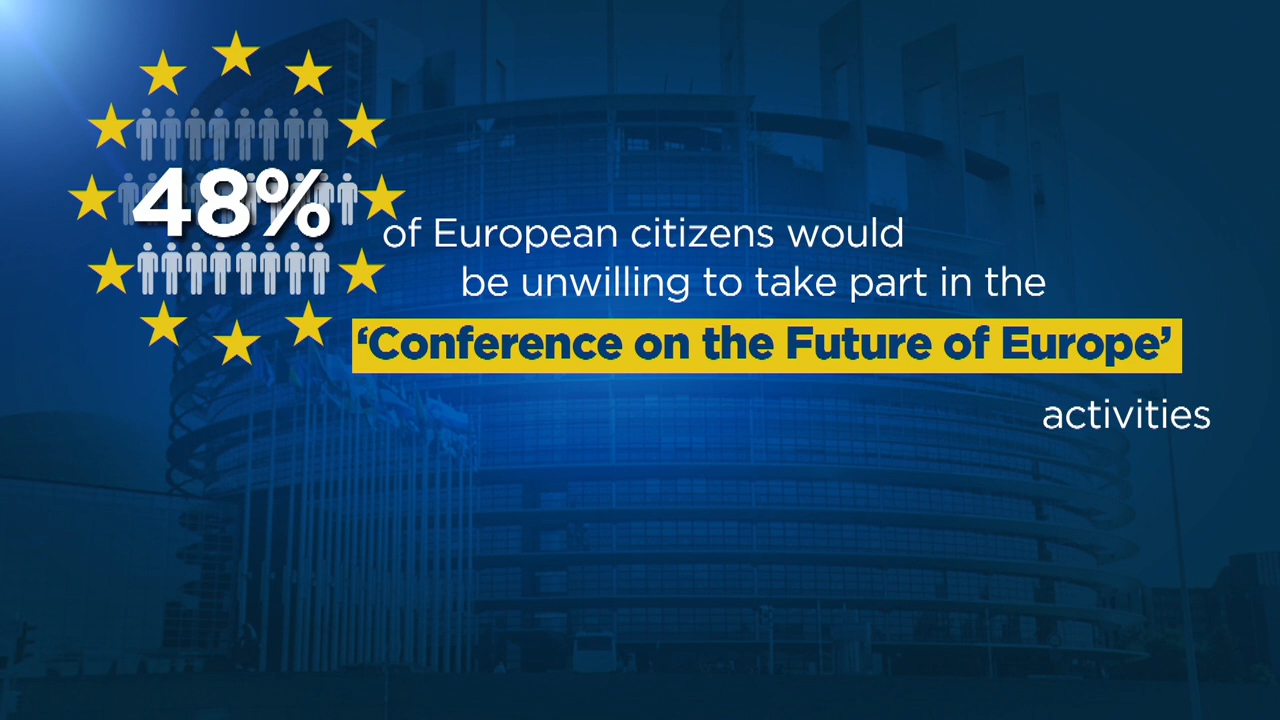 48%
of European citizens would
be unwilling to take part in the
‘Conference on the Future of Europe’
activities